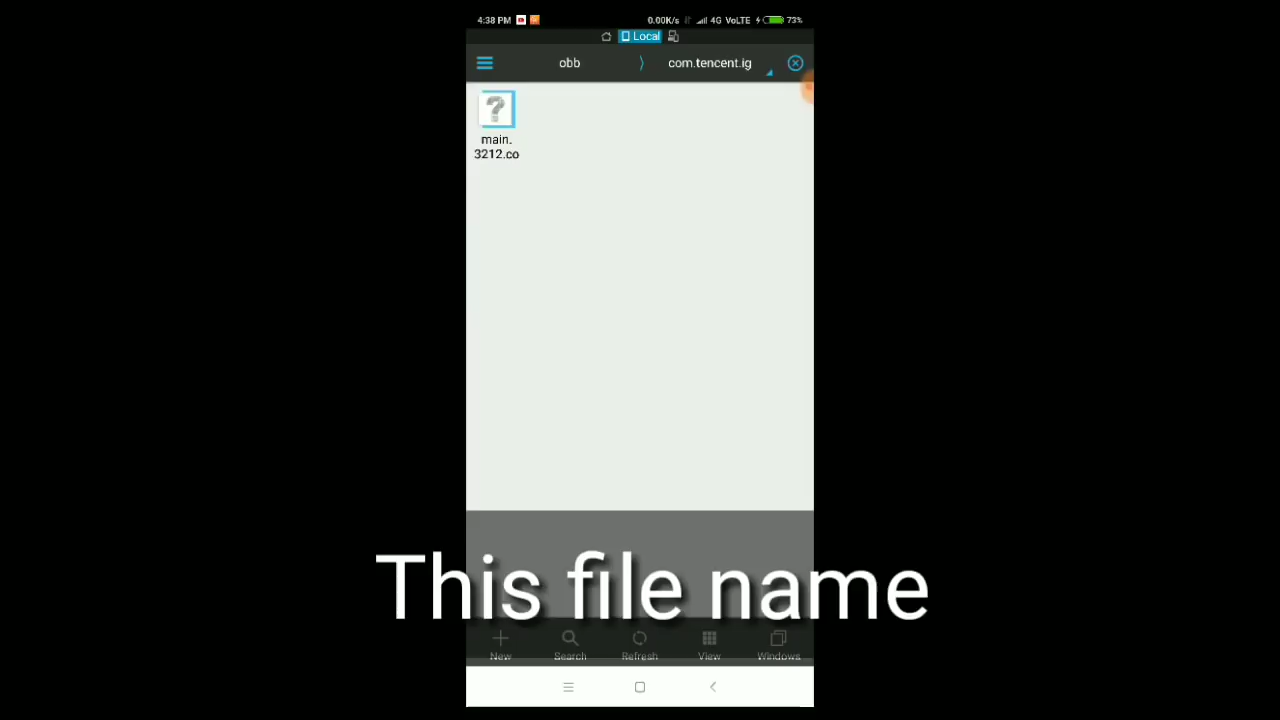 4:38 PM 0.00K/s 4G VoLTE 73%
Local
obb com.tencent.ig
main.
3212.co
This file name
New Search Refresh View Windows